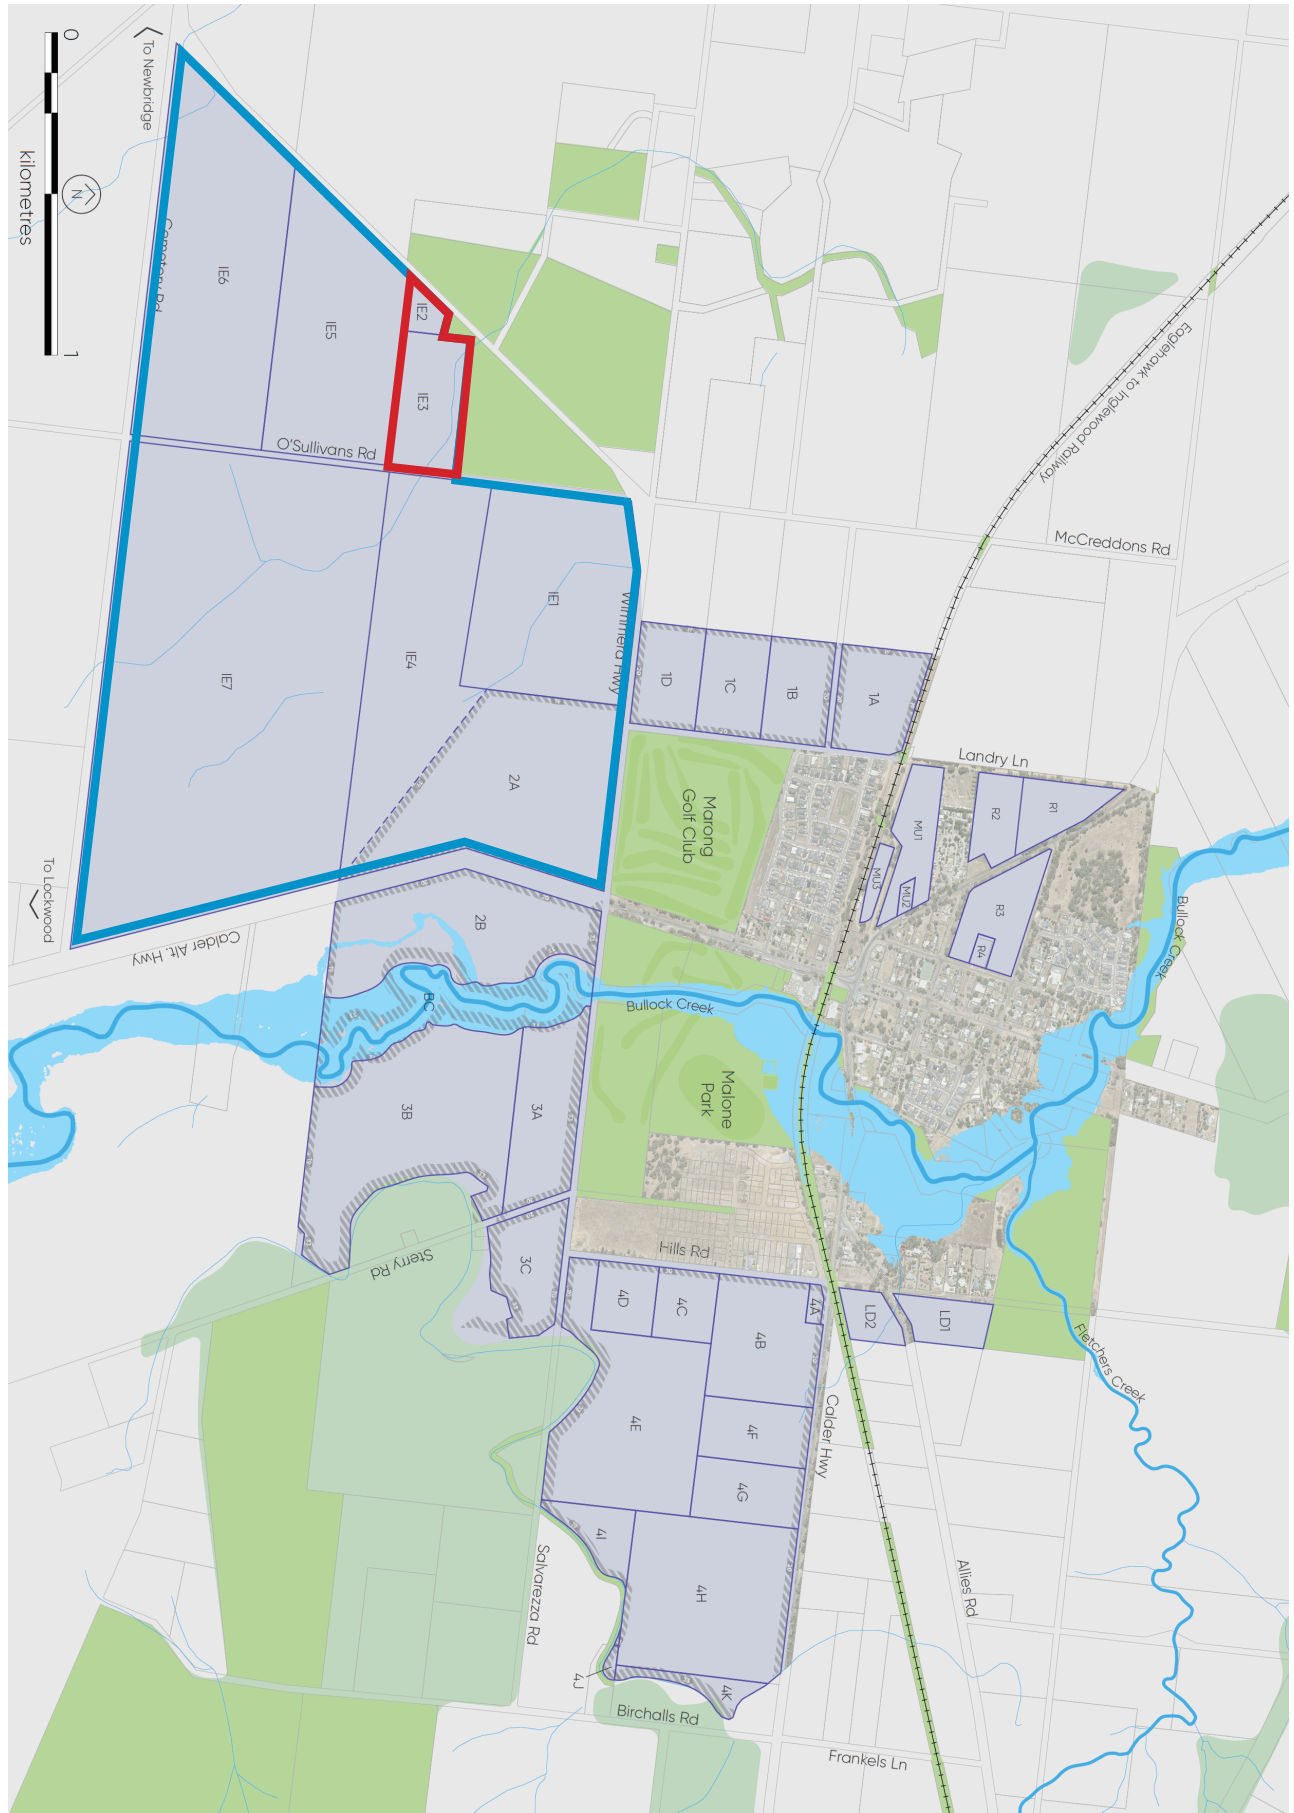 0
1
kilometres
N
To Newbridge
Cemetery Rd
IE6
IE5
IE2
IE3
O'Sullivans Rd
IE1
IE4
IE7
2A
Wimmera Hwy
1D
1C
1B
1A
Eaglehawk to Inglewood Railway
McCreddons Rd
Landry Ln
Marong
Golf Club
MU1
MU2
MU3
R1
R2
R3
R4
To Lockwood
Calder Alt. Hwy
2B
BC
Bullock Creek
Bullock Creek
Malone
Park
3A
3B
3C
Sterry Rd
Hills Rd
4A
4B
4C
4D
4E
4F
4G
4H
4I
4J
4K
LD1
LD2
Calder Hwy
Fletchers Creek
Allies Rd
Salvarezza Rd
Birchalls Rd
Frankels Ln